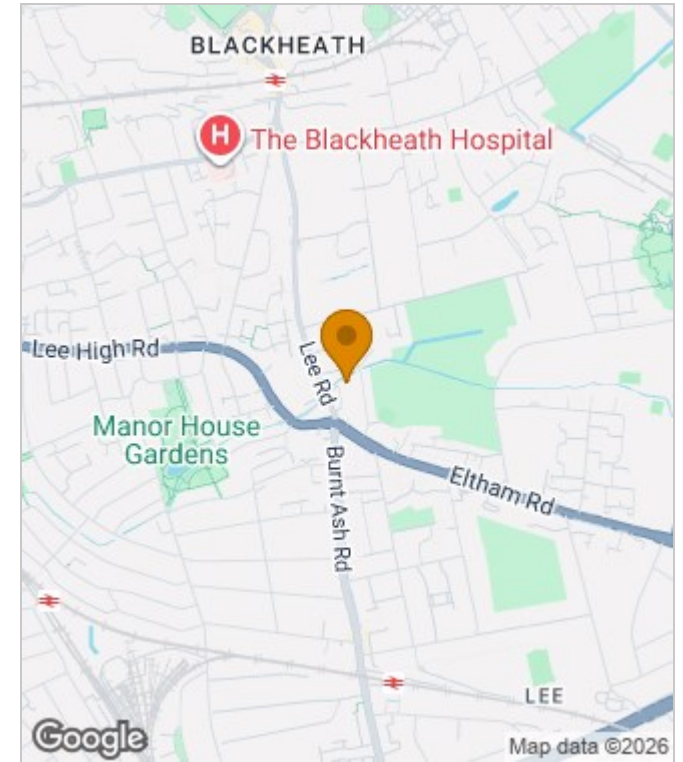 BLACKHEATH
H
The Blackheath Hospital
Lee High Rd
Lee Rd
Manor House
Gardens
Burnt Ash Rd
Eltham Rd
LEE
Google
Map data ©2026